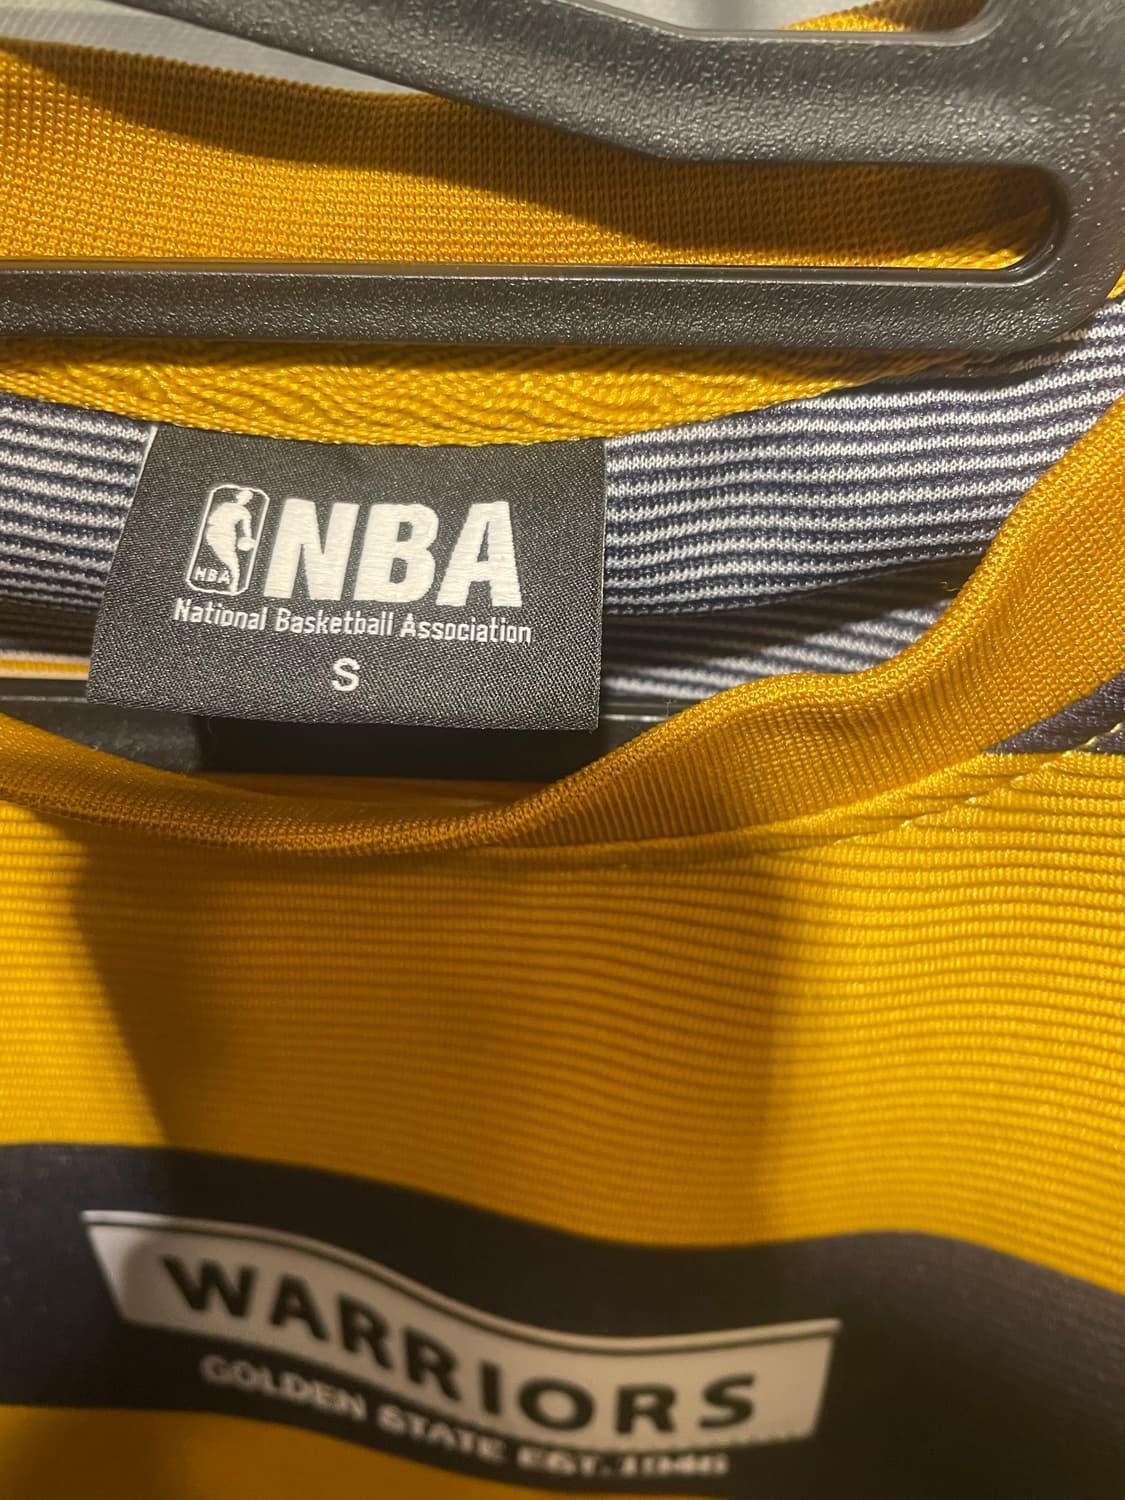 NBA
NBA
National Basketball Association
S
WARRIORS
GOLDEN STATE EST.1946